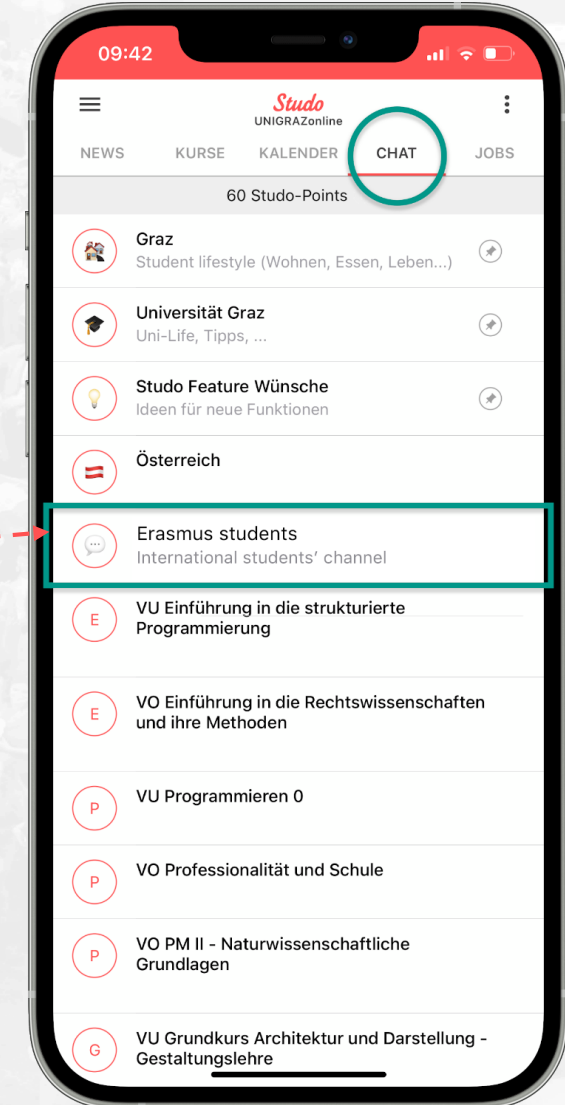 09:42
Studo
UNIGRAZonline
NEWS KURSE KALENDER CHAT JOBS
60 Studo-Points
Graz
Student lifestyle (Wohnen, Essen, Leben...)
Universität Graz
Uni-Life, Tipps, ...
Studo Feature Wünsche
Ideen für neue Funktionen
Österreich
Erasmus students
International students' channel
E
VU Einführung in die strukturierte
Programmierung
E
VO Einführung in die Rechtswissenschaften
und ihre Methoden
P
VU Programmieren 0
P
VO Professionalität und Schule
P
VO PM II - Naturwissenschaftliche
Grundlagen
G
VU Grundkurs Architektur und Darstellung -
Gestaltungslehre